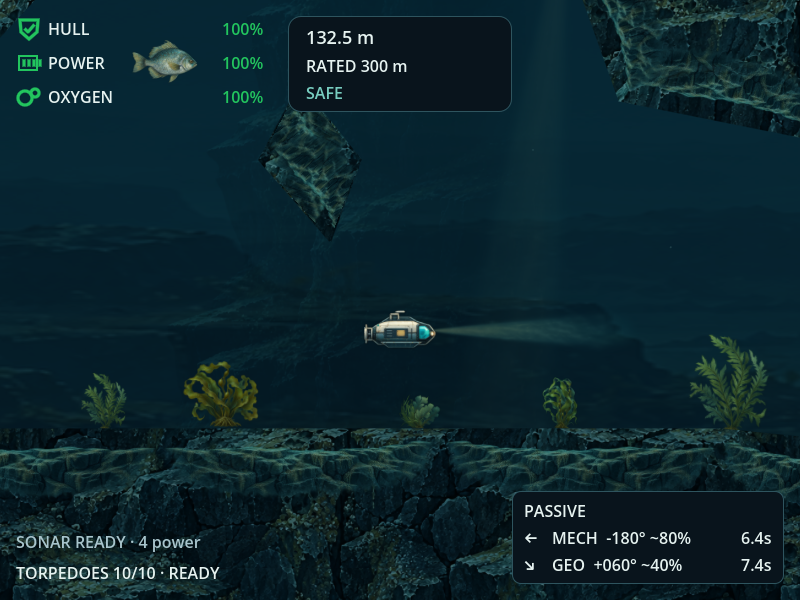 HULL 100%
POWER 100%
OXYGEN 100%
132.5 m
RATED 300 m
SAFE
PASSIVE
← MECH -180° ~80% 6.4s
↘ GEO +060° ~40% 7.4s
SONAR READY · 4 power
TORPEDOES 10/10 · READY